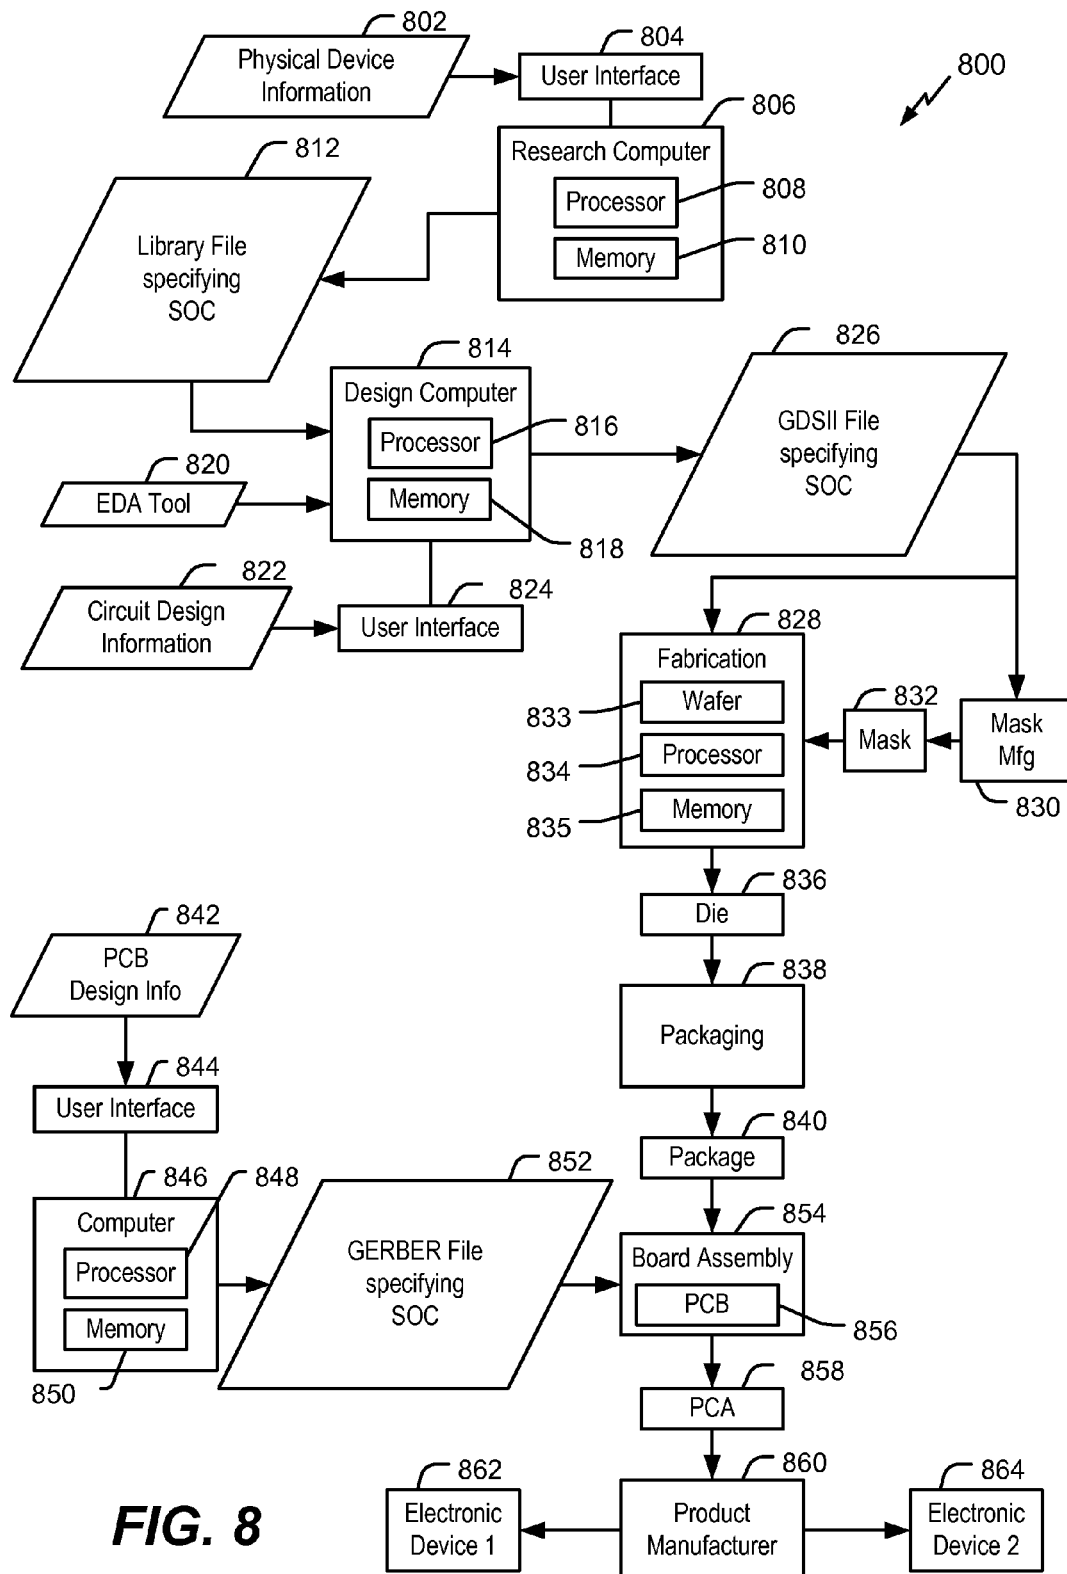 802
Physical Device
Information
804
User Interface
800
806
Research Computer
Processor
808
Memory
810
812
Library File
specifying
SOC
814
Design Computer
Processor
816
Memory
818
820
EDA Tool
822
Circuit Design
Information
824
User Interface
826
GDSII File
specifying
SOC
828
Fabrication
833
Wafer
834
Processor
835
Memory
832
Mask
Mask
Mfg
830
836
Die
838
Packaging
840
Package
842
PCB
Design Info
844
User Interface
846
848
Computer
Processor
Memory
850
852
GERBER File
specifying
SOC
854
Board Assembly
PCB
856
858
PCA
860
Product
Manufacturer
862
Electronic
Device 1
864
Electronic
Device 2
FIG. 8